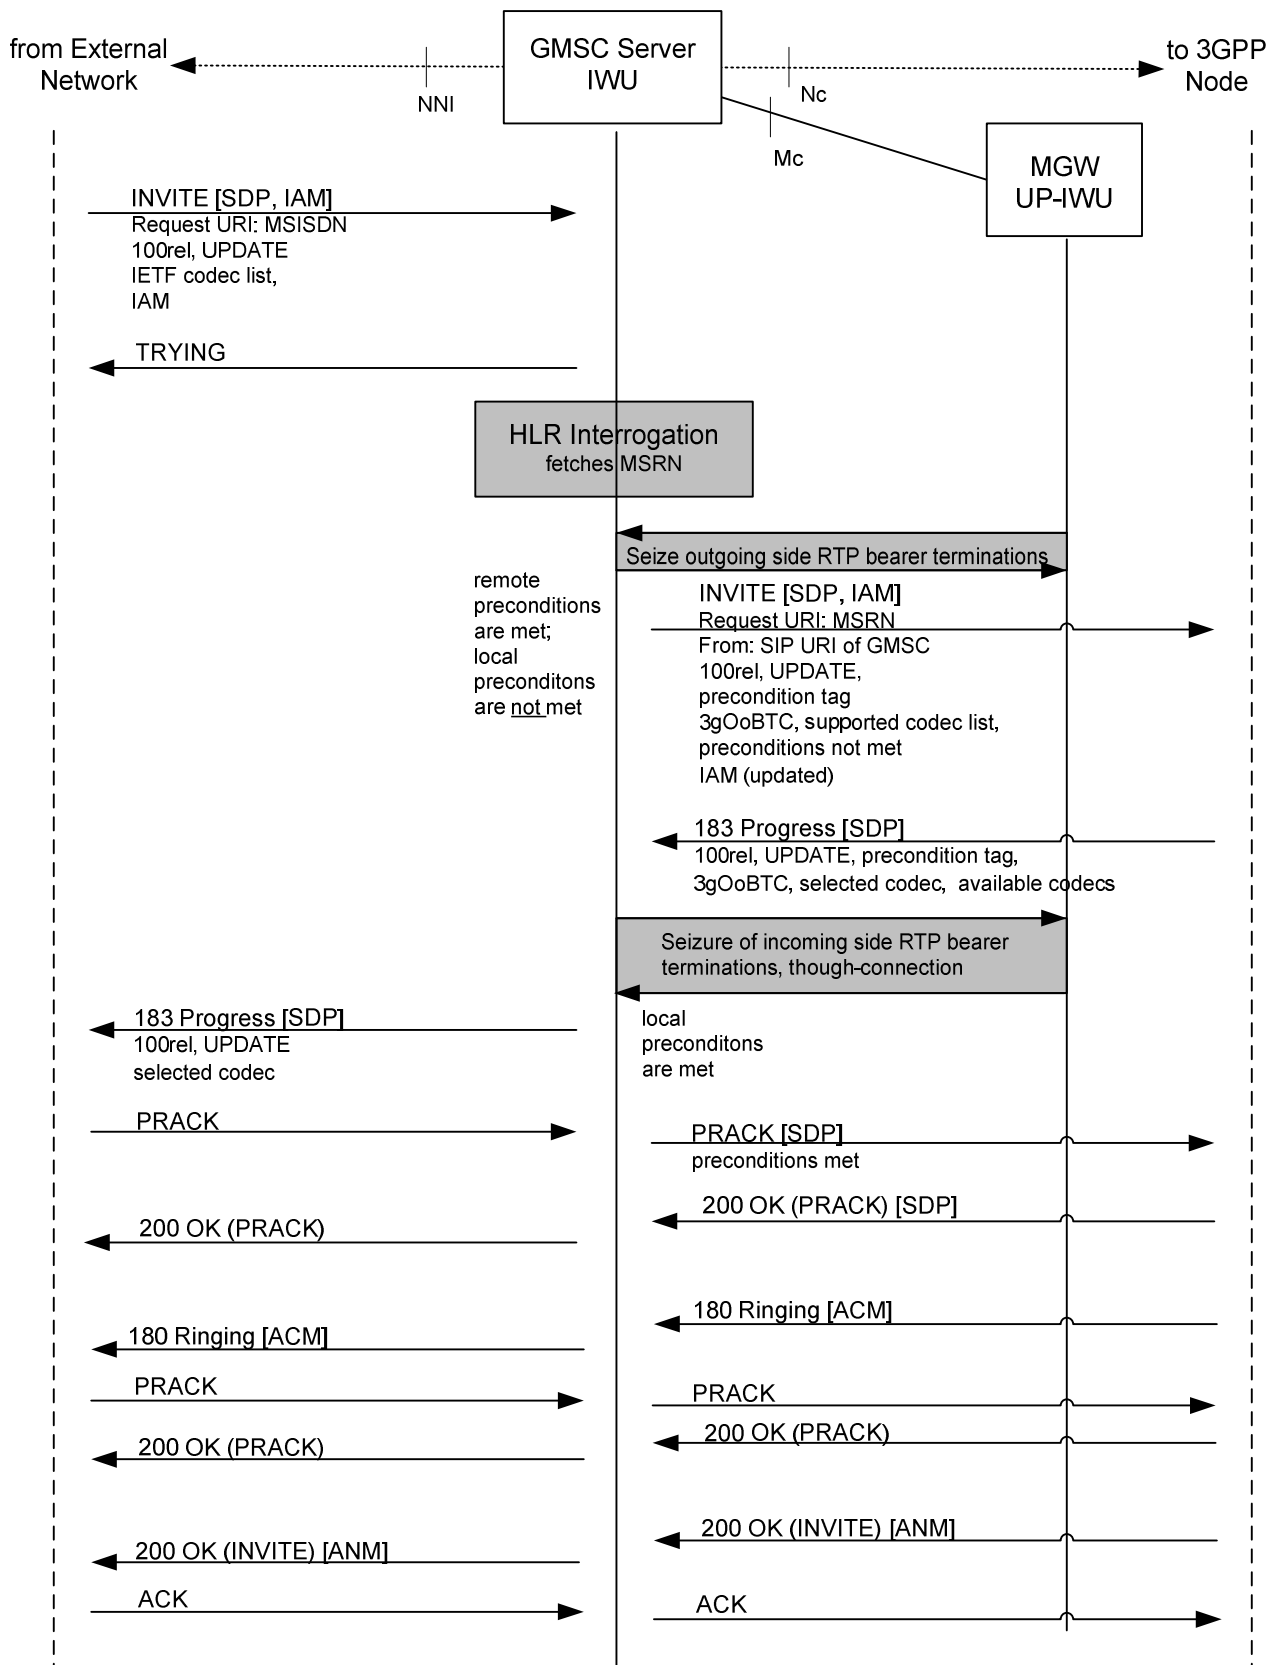 from External
Network
GMSC Server
IWU
to 3GPP
Node
NNI
Nc
Mc
MGW
UP-IWU
INVITE [SDP, IAM]
Request URI: MSISDN
100rel, UPDATE
IETF codec list,
IAM
TRYING
HLR Interrogation
fetches MSRN
Seize outgoing side RTP bearer terminations
remote
preconditions
are met;
local
preconditons
are not met
INVITE [SDP, IAM]
Request URI: MSRN
From: SIP URI of GMSC
100rel, UPDATE,
precondition tag
3gOoBTC, supported codec list,
preconditions not met
IAM (updated)
183 Progress [SDP]
100rel, UPDATE, precondition tag,
3gOoBTC, selected codec, available codecs
Seizure of incoming side RTP bearer
terminations, though-connection
183 Progress [SDP]
100rel, UPDATE
selected codec
local
preconditons
are met
PRACK
PRACK [SDP]
preconditions met
200 OK (PRACK) [SDP]
200 OK (PRACK)
180 Ringing [ACM]
180 Ringing [ACM]
PRACK
PRACK
200 OK (PRACK)
200 OK (PRACK)
200 OK (INVITE) [ANM]
200 OK (INVITE) [ANM]
ACK
ACK